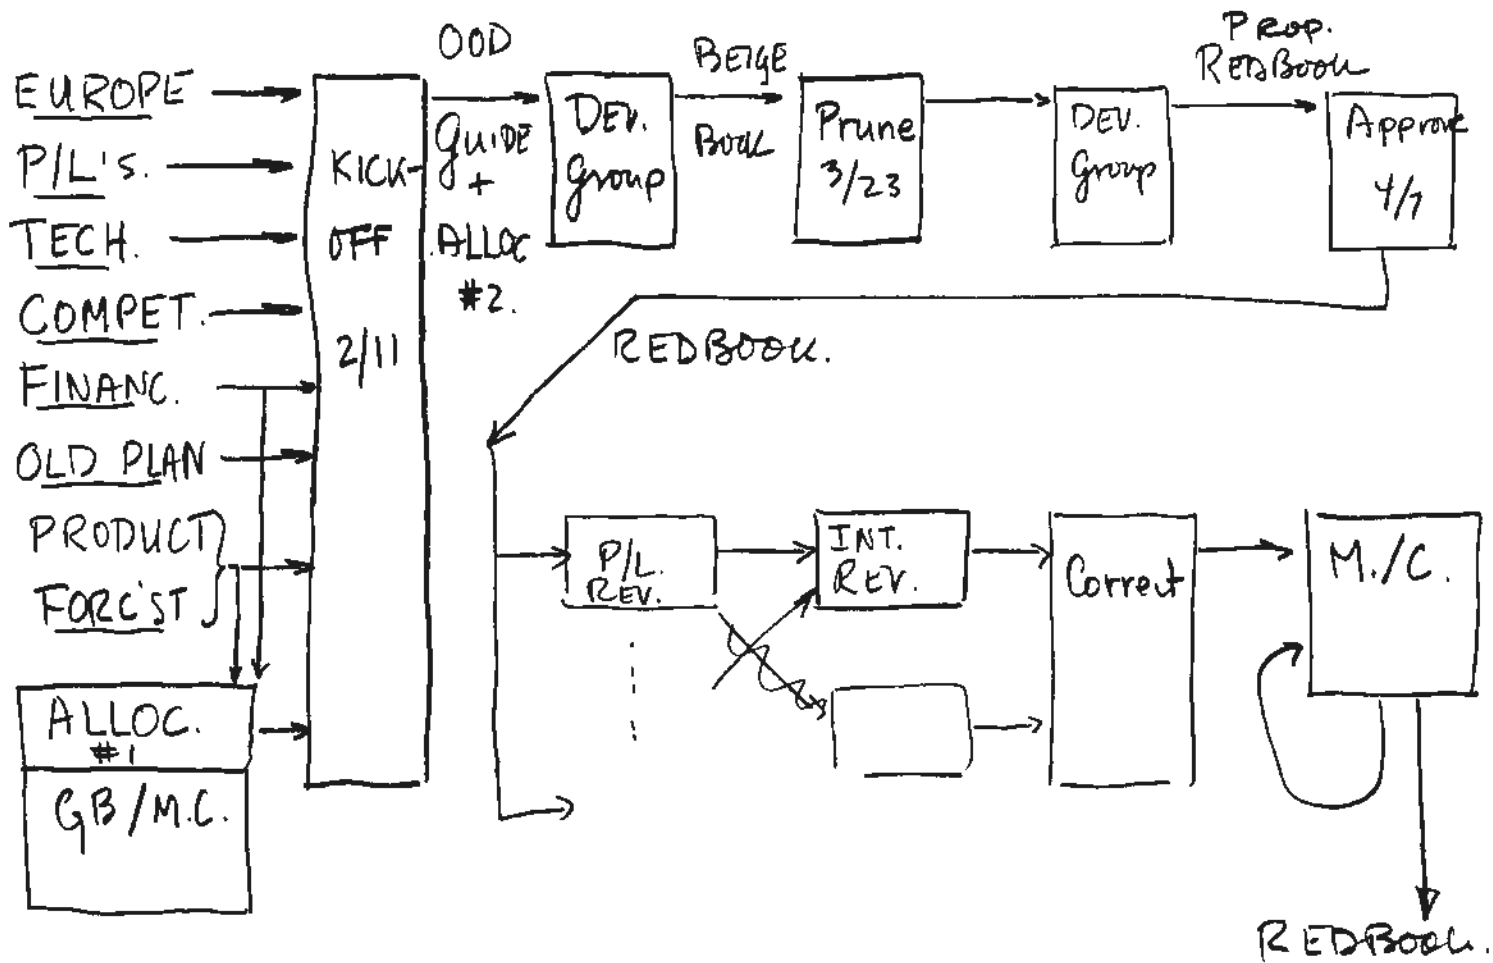 EUROPE
P/L's.
TECH.
COMPET.
FINANC.
OLD PLAN
PRODUCT
FORC'ST
ALLOC.
#1
GB/M.C.
KICK-
OFF
2/11
OOD
GUIDE
+
ALLOC
#2.
DEV.
Group
BEIGE
BOOK
Prune
3/23
DEV.
Group
PROP.
REDBOOK
Approve
4/7
REDBOOK.
P/L.
REV.
INT.
REV.
Correct
M./C.
REDBOOK.